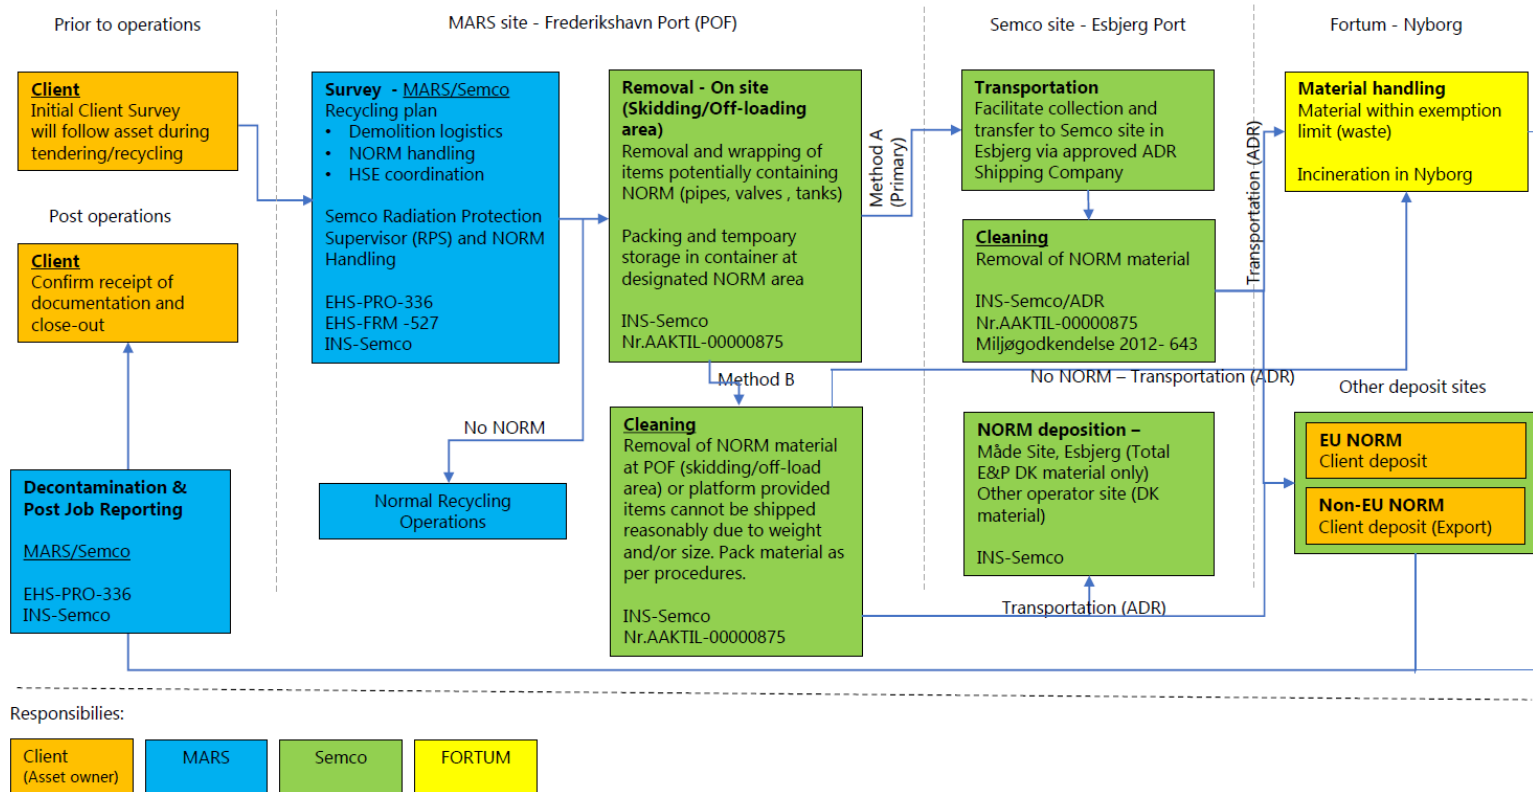 Prior to operations
MARS site - Frederikshavn Port (POF)
Semco site - Esbjerg Port
Fortum - Nyborg
Client
Initial Client Survey
will follow asset during
tendering/recycling
Survey - MARS/Semco
Recycling plan
• Demolition logistics
• NORM handling
• HSE coordination
Semco Radiation Protection
Supervisor (RPS) and NORM
Handling
EHS-PRO-336
EHS-FRM -527
INS-Semco
Removal - On site
(Skidding/Off-loading
area)
Removal and wrapping of
items potentially containing
NORM (pipes, valves , tanks)
Packing and tempoary
storage in container at
designated NORM area
INS-Semco
Nr.AAKTIL-00000875
Method A
(Primary)
Transportation
Facilitate collection and
transfer to Semco site in
Esbjerg via approved ADR
Shipping Company
Transportation (ADR)
Material handling
Material within exemption
limit (waste)
Incineration in Nyborg
Post operations
Client
Confirm receipt of
documentation and
close-out
Cleaning
Removal of NORM material
INS-Semco/ADR
Nr.AAKTIL-00000875
Miljøgodkendelse 2012- 643
Method B
No NORM – Transportation (ADR)
Other deposit sites
No NORM
Normal Recycling
Operations
Cleaning
Removal of NORM material
at POF (skidding/off-load
area) or platform provided
items cannot be shipped
reasonably due to weight
and/or size. Pack material as
per procedures.
INS-Semco
Nr.AAKTIL-00000875
NORM deposition –
Måde Site, Esbjerg (Total
E&P DK material only)
Other operator site (DK
material)
INS-Semco
Transportation (ADR)
EU NORM
Client deposit
Non-EU NORM
Client deposit (Export)
Decontamination &
Post Job Reporting
MARS/Semco
EHS-PRO-336
INS-Semco
Responsibilies:
Client
(Asset owner)
MARS
Semco
FORTUM